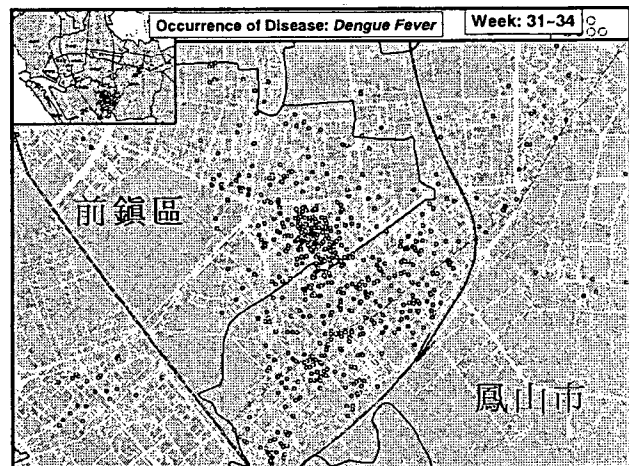 Occurrence of Disease: Dengue Fever
Week: 31~34
前鎮區
鳳山市